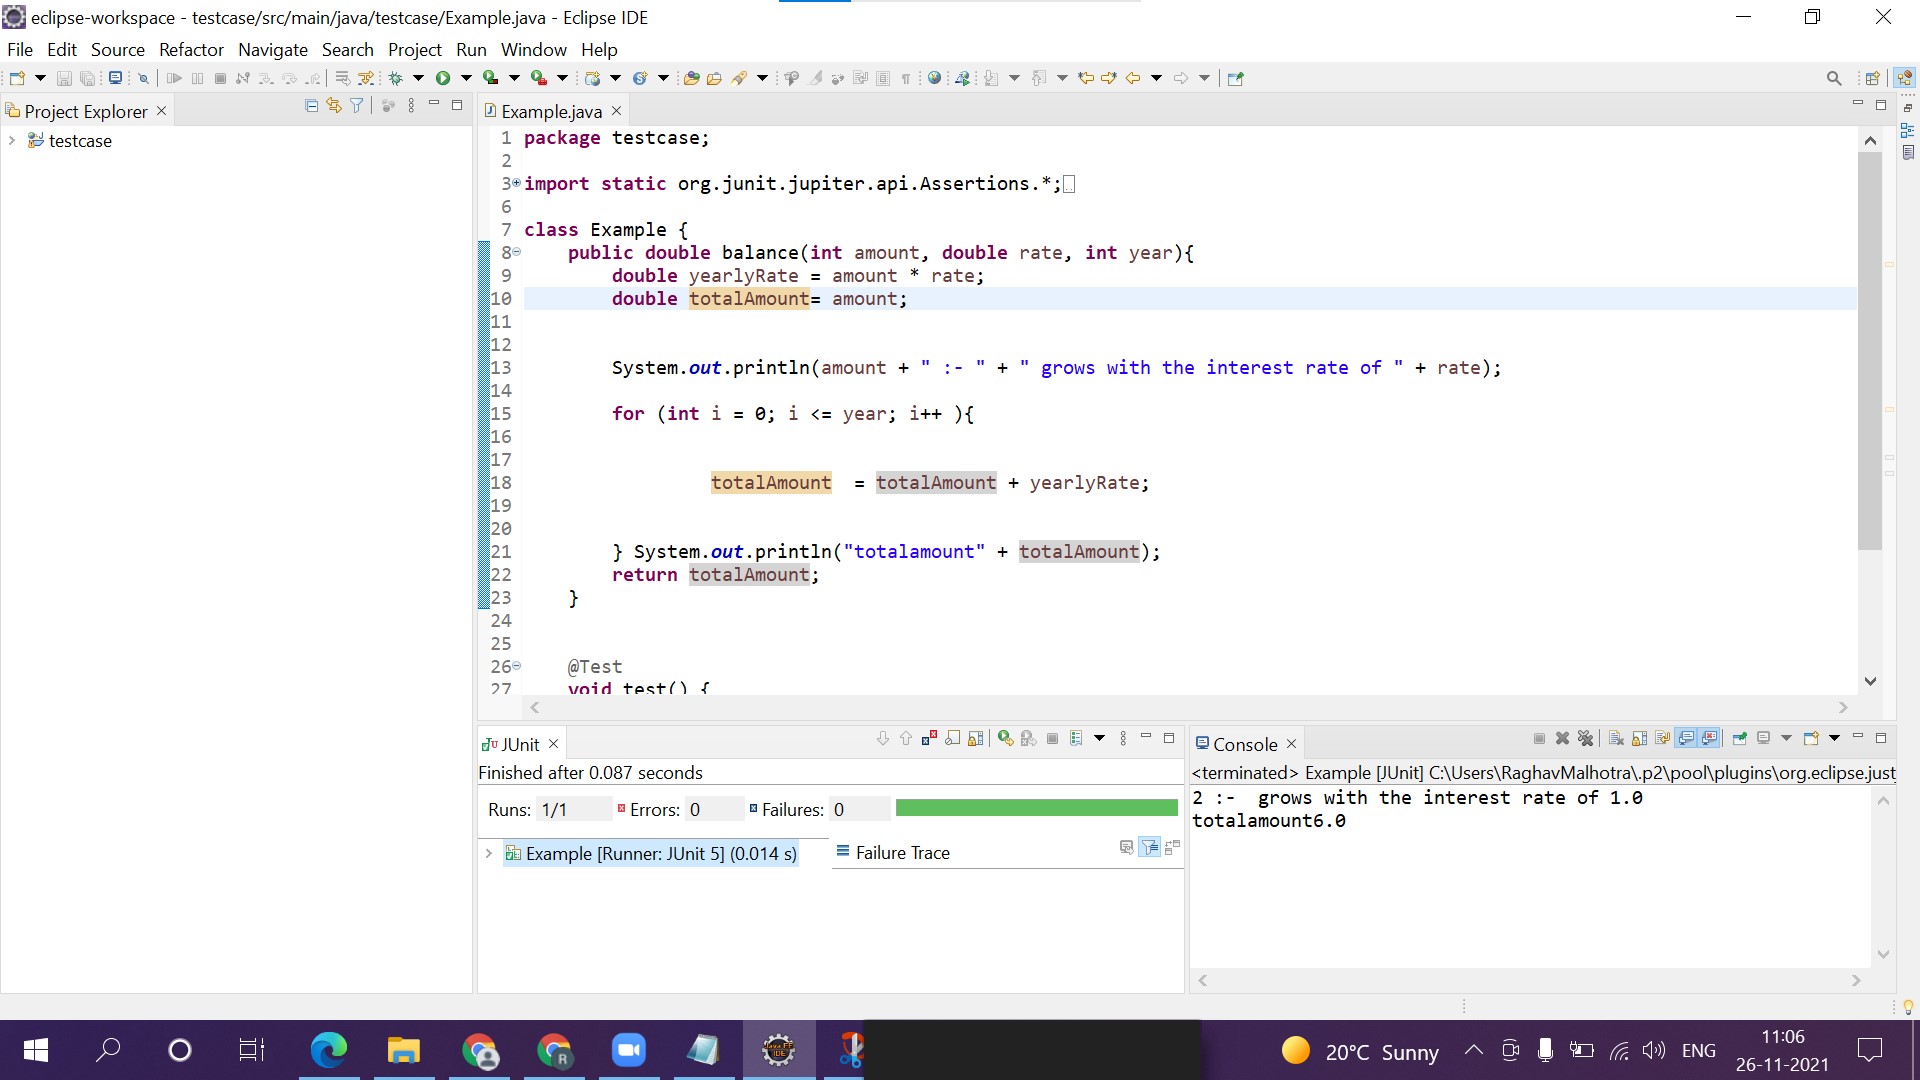 eclipse-workspace - testcase/src/main/java/testcase/Example.java - Eclipse IDE
File Edit Source Refactor Navigate Search Project Run Window Help
Project Explorer
testcase
Example.java
1 package testcase;
2
3 import static org.junit.jupiter.api.Assertions.*;
6
7 class Example {
8 public double balance(int amount, double rate, int year){
9 double yearlyRate = amount * rate;
10 double totalAmount= amount;
11
12
13 System.out.println(amount + " :- " + " grows with the interest rate of " + rate);
14
15 for (int i = 0; i <= year; i++ ){
16
17
18 totalAmount = totalAmount + yearlyRate;
19
20
21 } System.out.println("totalamount" + totalAmount);
22 return totalAmount;
23 }
24
25
26 @Test
27 void test() {
JUnit
Finished after 0.087 seconds
Runs: 1/1 Errors: 0 Failures: 0
Example [Runner: JUnit 5] (0.014 s)
Failure Trace
Console
<terminated> Example [JUnit] C:\Users\RaghavMalhotra\.p2\pool\plugins\org.eclipse.just
2 :-  grows with the interest rate of 1.0
totalamount6.0
20°C Sunny
ENG
11:06
26-11-2021